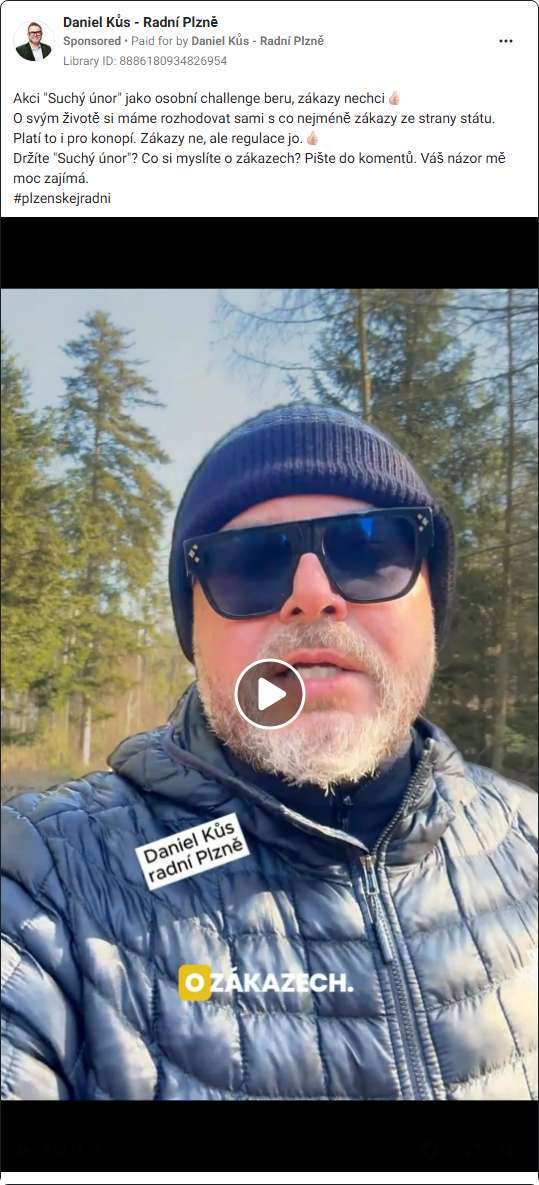 Daniel Kůs - Radní Plzně
Sponsored • Paid for by Daniel Kůs - Radní Plzně
Library ID: 8886180934826954
Akci "Suchý únor" jako osobní challenge beru, zákazy nechci👍🏻
O svým životě si máme rozhodovat sami s co nejméně zákazy ze strany státu.
Platí to i pro konopí. Zákazy ne, ale regulace jo.👍🏻
Držíte "Suchý únor"? Co si myslíte o zákazech? Pište do komentů. Váš názor mě
moc zajímá.
#plzenskejradni
Daniel Kůs
radní Plzně
O ZÁKAZECH.